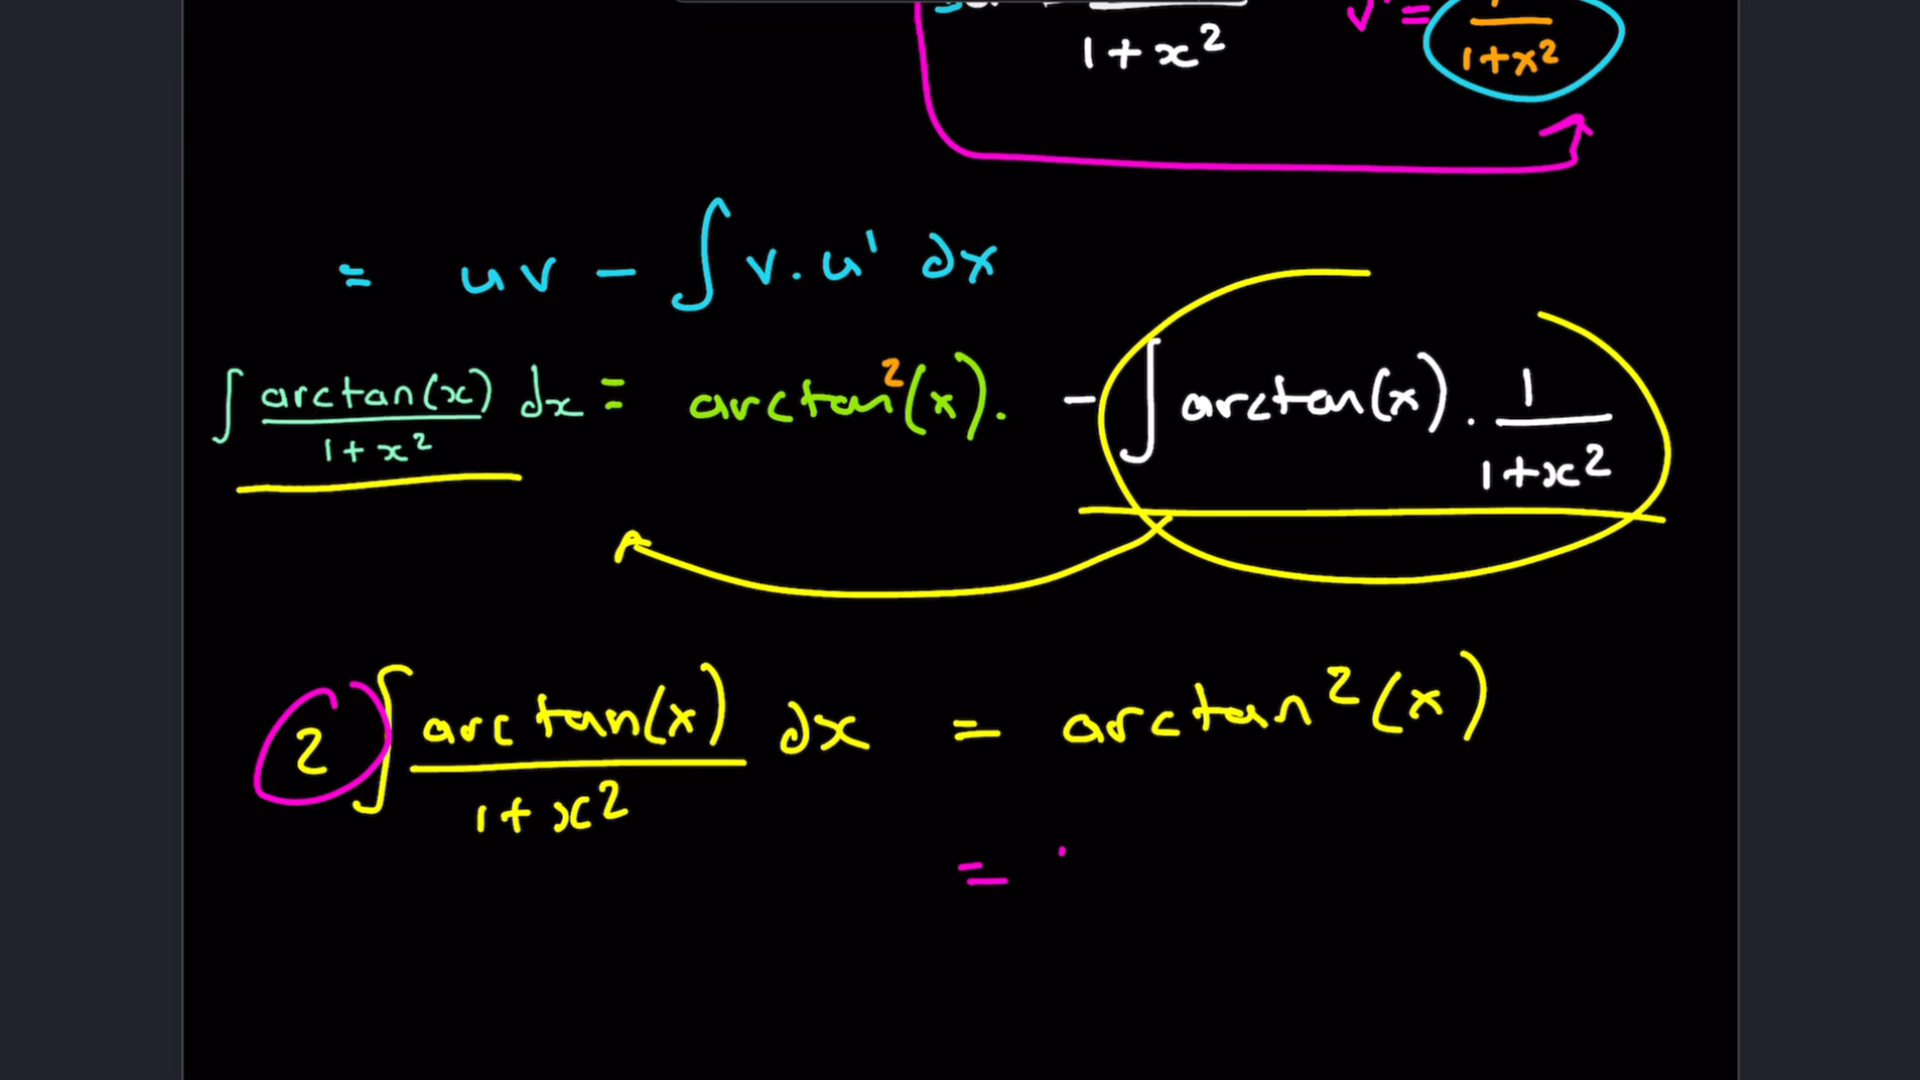 1+x² v' = 1+x²
= uv - ∫ v.u' dx
∫ arctan(x)/1+x² dx = arctan²(x). - ∫ arctan(x) . 1/1+x²
2 ∫ arctan(x)/1+x² dx = arctan²(x)
=